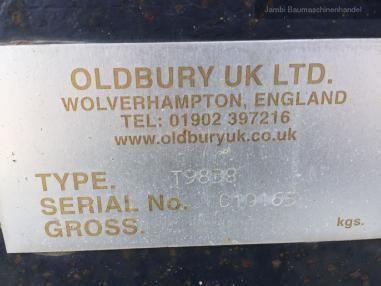 Jambi Baumaschinenhandel
OLDBURY UK LTD.
WOLVERHAMPTON, ENGLAND
TEL: 01902 397216
www.oldburyuk.co.uk
TYPE.
SERIAL No. C10165
GROSS. kgs.